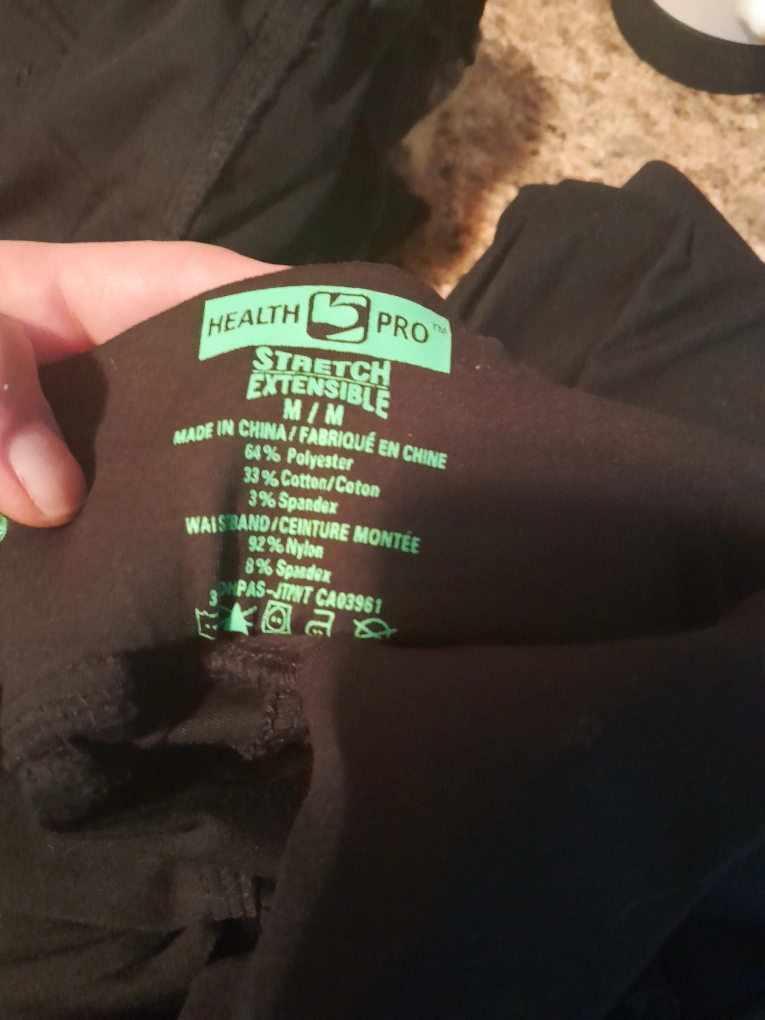 HEALTH PRO™
STRETCH
EXTENSIBLE
M / M
MADE IN CHINA / FABRIQUÉ EN CHINE
64% Polyester
33% Cotton/Coton
3% Spandex
WAISTBAND/CEINTURE MONTÉE
92% Nylon
8% Spandex
CA03961